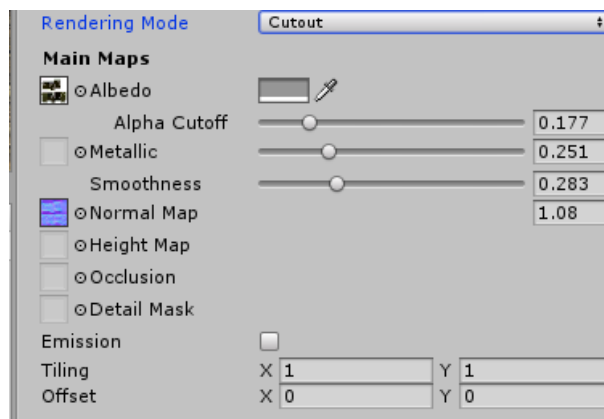 Rendering Mode Cutout
Main Maps
Albedo
Alpha Cutoff 0.177
Metallic 0.251
Smoothness 0.283
Normal Map 1.08
Height Map
Occlusion
Detail Mask
Emission
Tiling X 1 Y 1
Offset X 0 Y 0